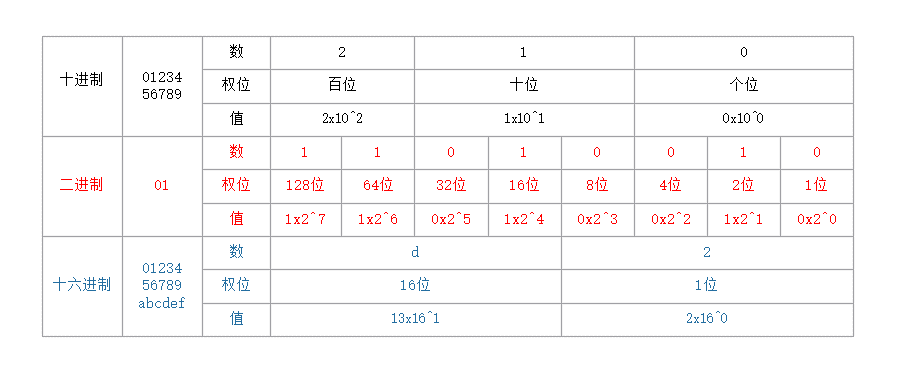 数 2 1 0
十进制 01234 56789 权位 百位 十位 个位
值 2x10^2 1x10^1 0x10^0
数 1 1 0 1 0 0 1 0
二进制 01 权位 128位 64位 32位 16位 8位 4位 2位 1位
值 1x2^7 1x2^6 0x2^5 1x2^4 0x2^3 0x2^2 1x2^1 0x2^0
数 d 2
十六进制 01234 56789 abcdef 权位 16位 1位
值 13x16^1 2x16^0